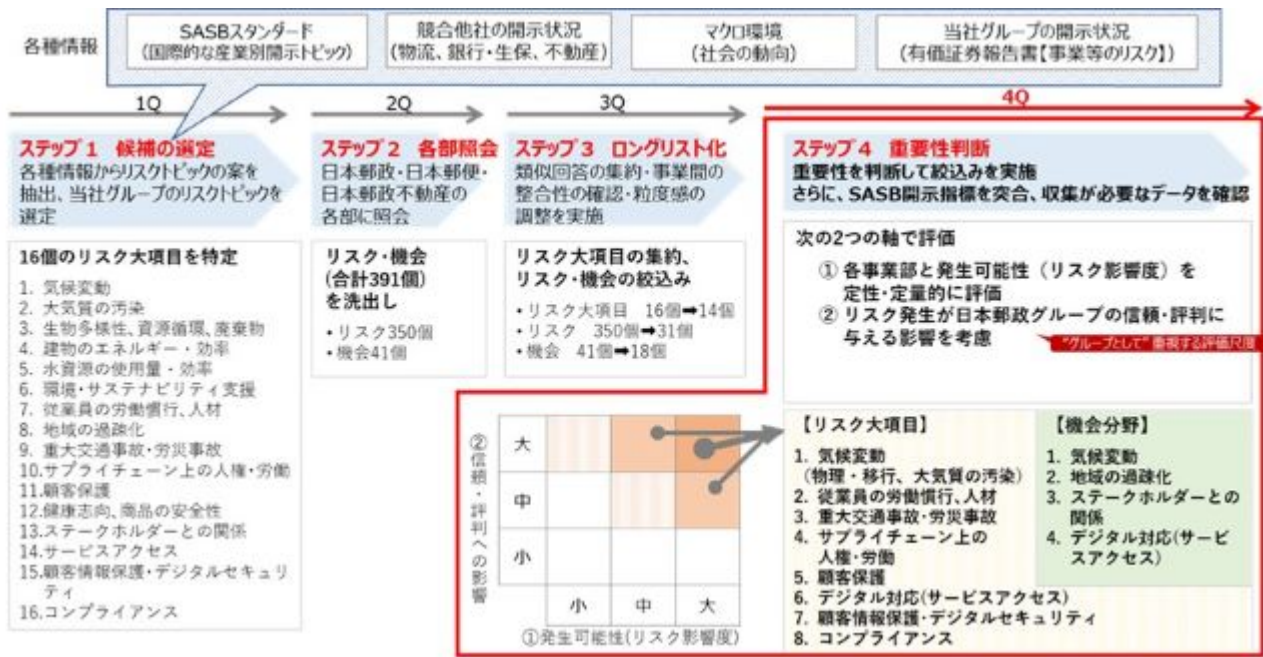 各種情報
SASBスタンダード
(国際的な産業別開示トピック)
競合他社の開示状況
(物流、銀行・生保、不動産)
マクロ環境
(社会の動向)
当社グループの開示状況
(有価証券報告書【事業等のリスク】)
1Q
2Q
3Q
4Q
ステップ1 候補の選定
各種情報からリスクトピックの案を
抽出、当社グループのリスクトピックを
選定
16個のリスク大項目を特定
1. 気候変動
2. 大気質の汚染
3. 生物多様性、資源循環、廃棄物
4. 建物のエネルギー・効率
5. 水資源の使用量・効率
6. 環境・サステナビリティ支援
7. 従業員の労働慣行、人材
8. 地域の過疎化
9. 重大交通事故・労災事故
10.サプライチェーン上の人権・労働
11.顧客保護
12.健康志向、商品の安全性
13.ステークホルダーとの関係
14.サービスアクセス
15.顧客情報保護・デジタルセキュリ
ティ
16.コンプライアンス
ステップ2 各部照会
日本郵政・日本郵便・
日本郵政不動産の
各部に照会
リスク・機会
(合計391個)
を洗出し
・リスク350個
・機会41個
ステップ3 ロングリスト化
類似回答の集約・事業間の
整合性の確認・粒度感の
調整を実施
リスク大項目の集約、
リスク・機会の絞込み
・リスク大項目 16個➡14個
・リスク 350個➡31個
・機会 41個➡18個
ステップ4 重要性判断
重要性を判断して絞込みを実施
さらに、SASB開示指標を突合、収集が必要なデータを確認
次の2つの軸で評価
① 各事業部と発生可能性（リスク影響度）を
定性・定量的に評価
② リスク発生が日本郵政グループの信頼・評判に
与える影響を考慮
"グループとして"重視する評価尺度
②信頼・評判への影響
大
中
小
小
中
大
①発生可能性(リスク影響度)
【リスク大項目】
1. 気候変動
(物理・移行、大気質の汚染)
2. 従業員の労働慣行、人材
3. 重大交通事故・労災事故
4. サプライチェーン上の
人権・労働
5. 顧客保護
6. デジタル対応(サービスアクセス)
7. 顧客情報保護・デジタルセキュリティ
8. コンプライアンス
【機会分野】
1. 気候変動
2. 地域の過疎化
3. ステークホルダーとの
関係
4. デジタル対応(サービ
スアクセス)